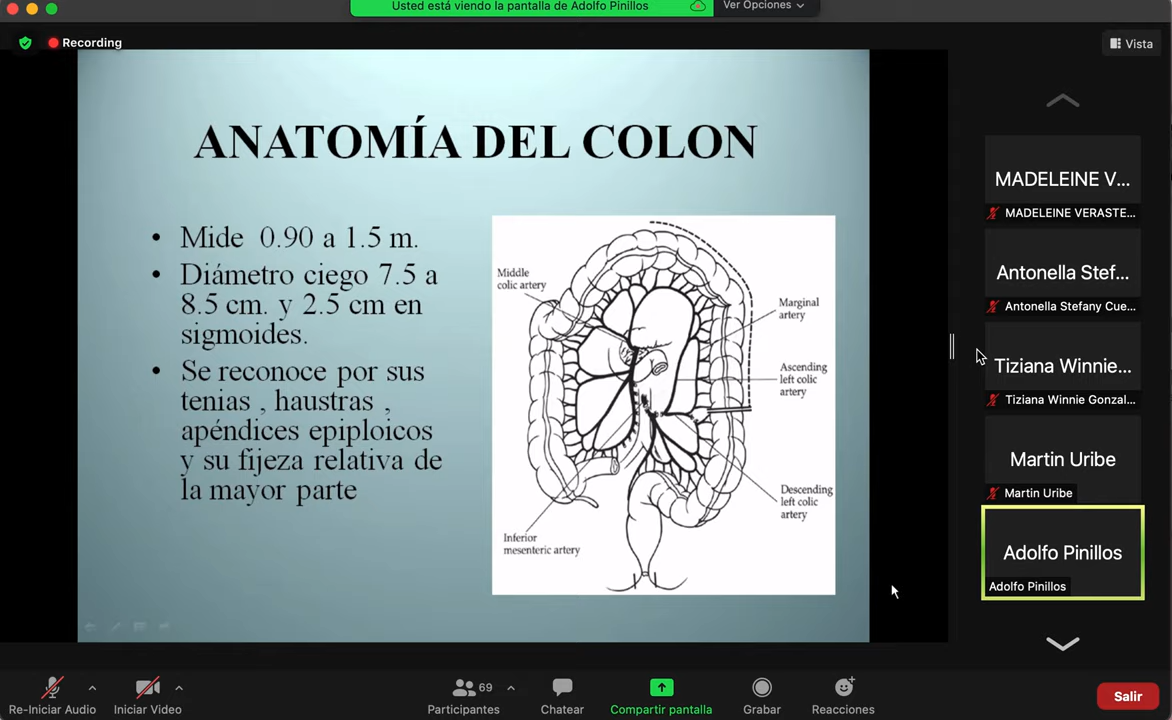 Usted está viendo la pantalla de Adolfo Pinillos
Ver Opciones
Recording
Vista
ANATOMÍA DEL COLON
• Mide 0.90 a 1.5 m.
• Diámetro ciego 7.5 a
8.5 cm. y 2.5 cm en
sigmoides.
• Se reconoce por sus
tenias , haustras ,
apéndices epiploicos
y su fijeza relativa de
la mayor parte
Middle
colic artery
Marginal
artery
Ascending
left colic
artery
Descending
left colic
artery
Inferior
mesenteric artery
MADELEINE V...
MADELEINE VERASTE...
Antonella Stef...
Antonella Stefany Cue...
Tiziana Winnie...
Tiziana Winnie Gonzal...
Martin Uribe
Martin Uribe
Adolfo Pinillos
Adolfo Pinillos
Re-Iniciar Audio
Iniciar Video
69
Participantes
Chatear
Compartir pantalla
Grabar
Reacciones
Salir